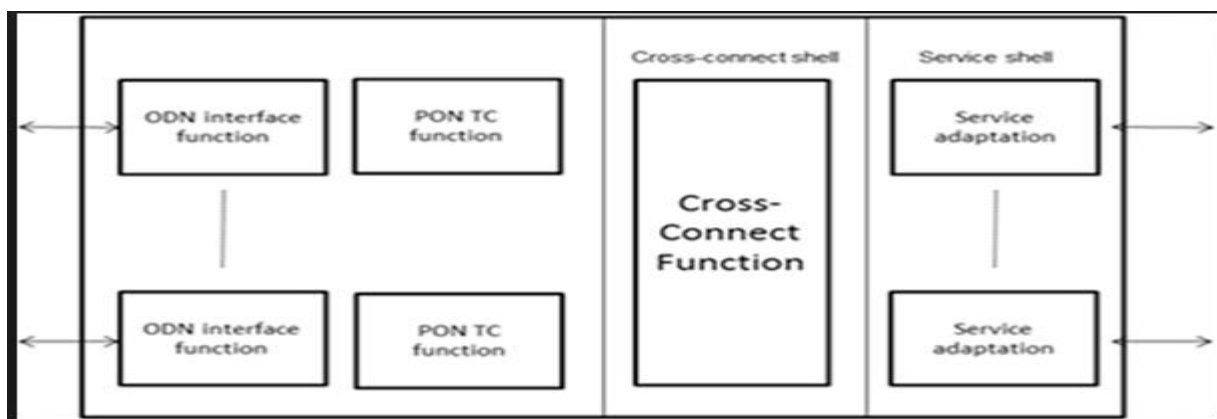 Cross-connect shell
Service shell
ODN interface
function
PON TC
function
Service
adaptation
Cross-
Connect
Function
ODN interface
function
PON TC
function
Service
adaptation